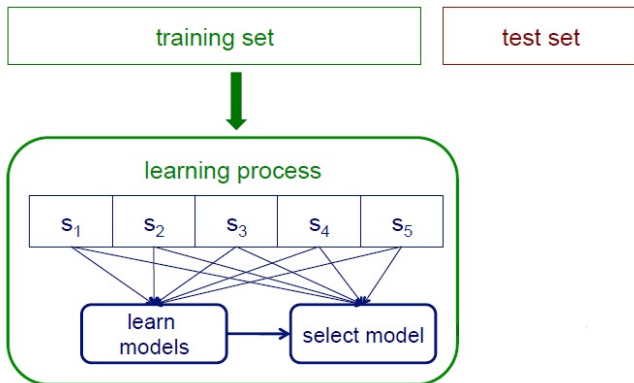 training set
test set
learning process
s₁ s₂ s₃ s₄ s₅
learn
models
select model